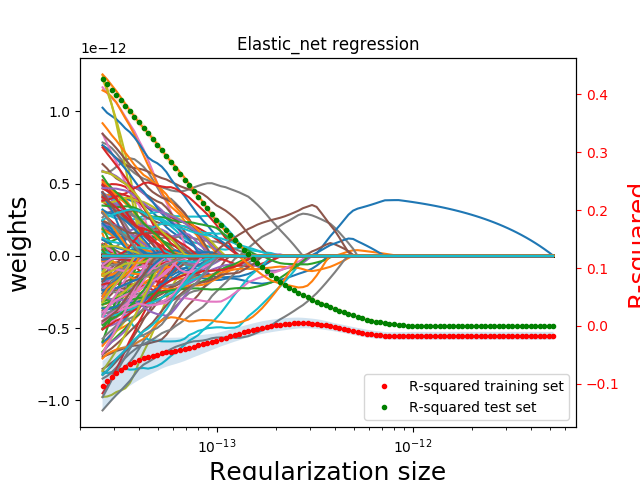 Elastic_net regression
1e−12
1.0
0.5
0.0
−0.5
−1.0
weights
0.4
0.3
0.2
0.1
0.0
−0.1
R-squared
R-squared training set
R-squared test set
10⁻¹³
10⁻¹²
Regularization size